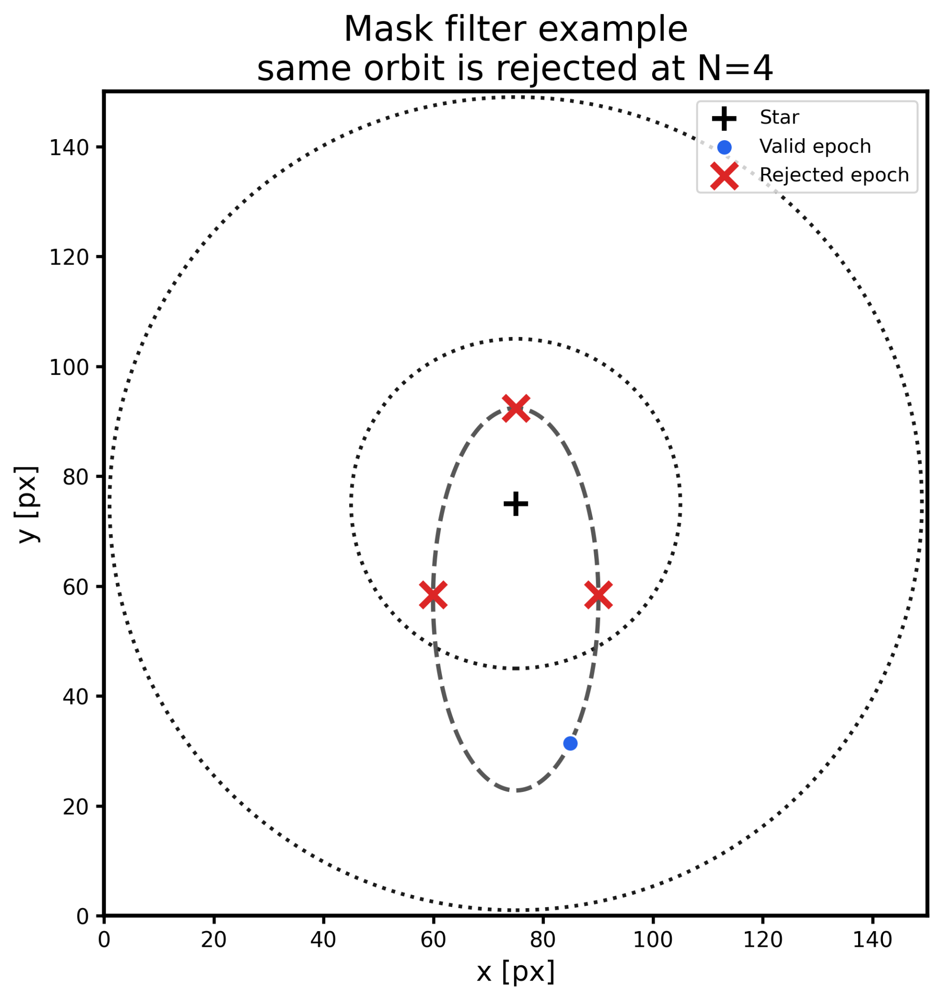 Mask filter example
same orbit is rejected at N=4
Star
Valid epoch
Rejected epoch
140
120
100
80
60
40
20
0
y [px]
0 20 40 60 80 100 120 140
x [px]